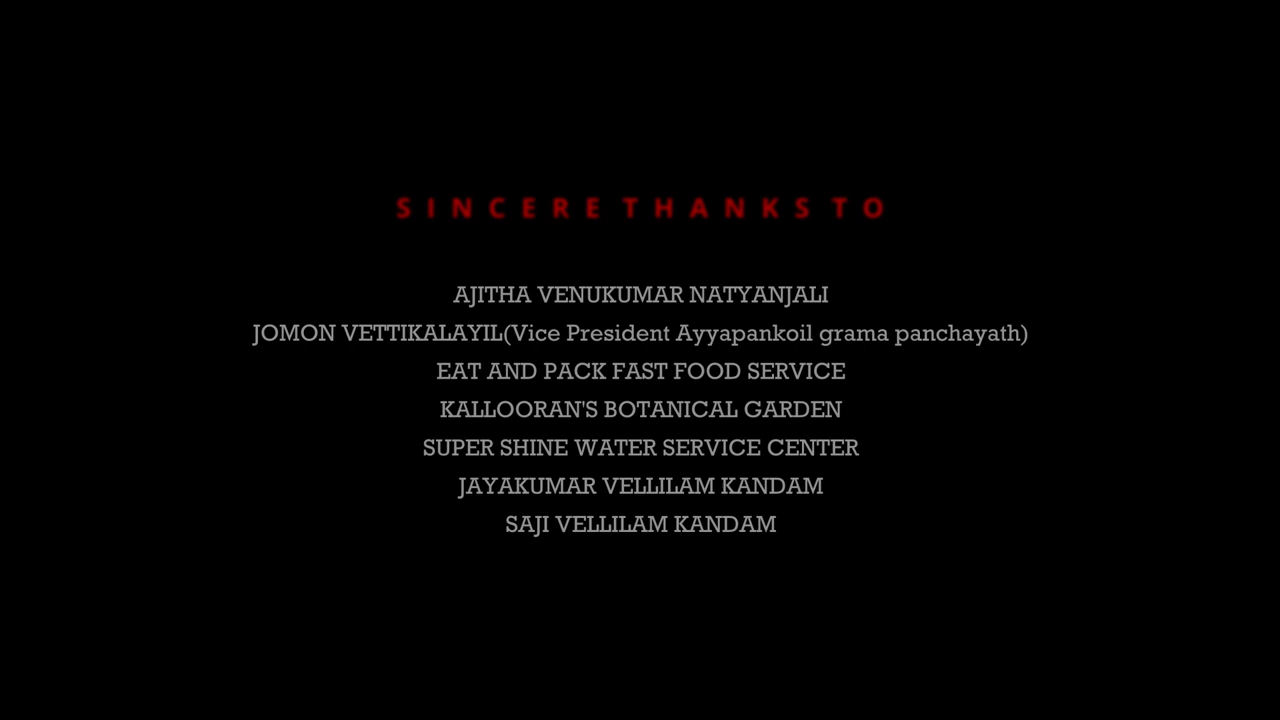 SINCERE THANKS TO
AJITHA VENUKUMAR NATYANJALI
JOMON VETTIKALAYIL(Vice President Ayyapankoil grama panchayath)
EAT AND PACK FAST FOOD SERVICE
KALLOORAN'S BOTANICAL GARDEN
SUPER SHINE WATER SERVICE CENTER
JAYAKUMAR VELLILAM KANDAM
SAJI VELLILAM KANDAM